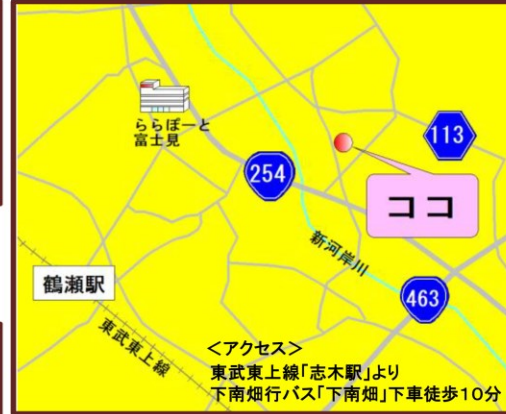 ららぽーと
富士見
113
254
ココ
新河岸川
463
鶴瀬駅
東武東上線
＜アクセス＞
東武東上線「志木駅」より
下南畑行バス「下南畑」下車徒歩10分